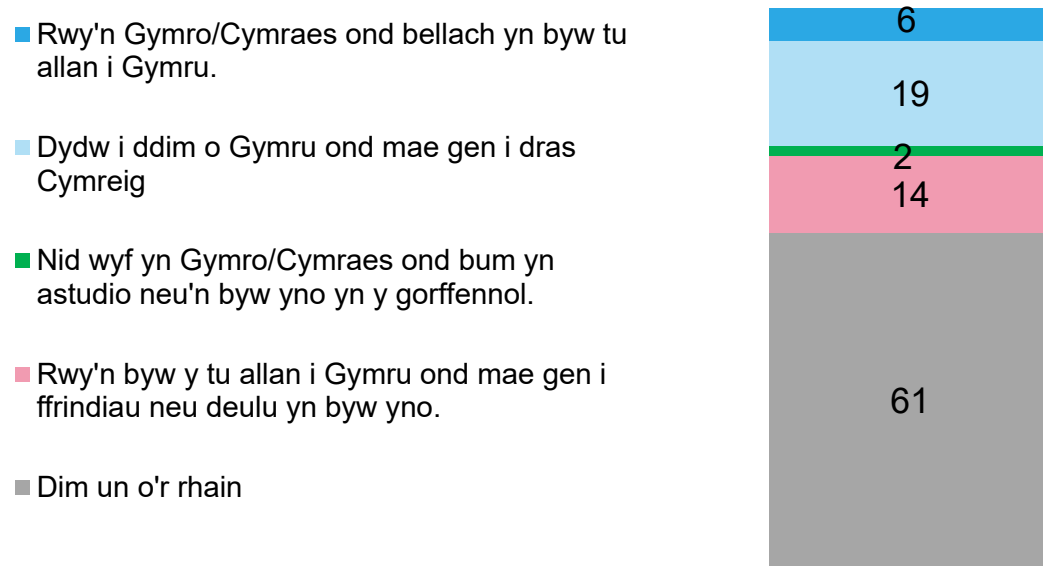 Rwy'n Gymro/Cymraes ond bellach yn byw tu
allan i Gymru.
Dydw i ddim o Gymru ond mae gen i dras
Cymreig
Nid wyf yn Gymro/Cymraes ond bum yn
astudio neu'n byw yno yn y gorffennol.
Rwy'n byw y tu allan i Gymru ond mae gen i
ffrindiau neu deulu yn byw yno.
Dim un o'r rhain
6
19
2
14
61